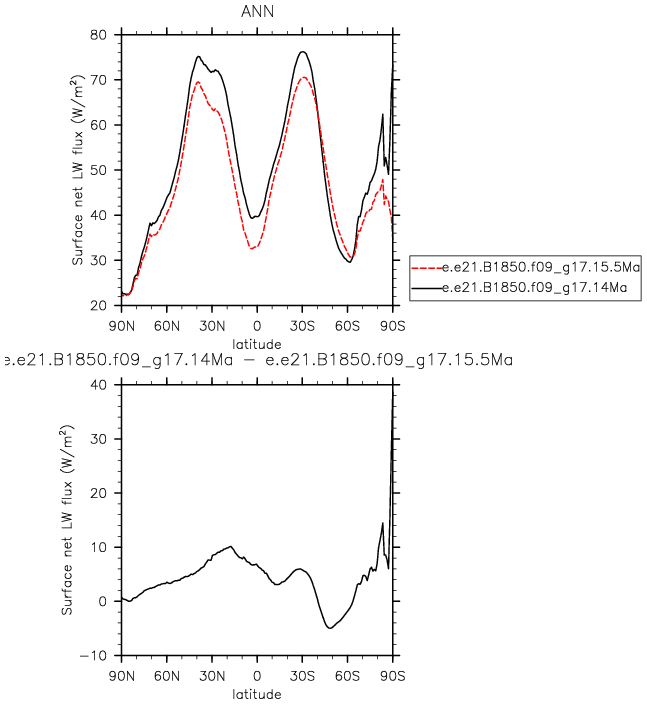 ANN
80
70
60
50
40
30
20
Surface net LW flux (W/m²)
90N 60N 30N 0 30S 60S 90S
latitude
e.e21.B1850.f09_g17.15.5Ma
e.e21.B1850.f09_g17.14Ma
e.e21.B1850.f09_g17.14Ma − e.e21.B1850.f09_g17.15.5Ma
40
30
20
10
0
−10
Surface net LW flux (W/m²)
90N 60N 30N 0 30S 60S 90S
latitude